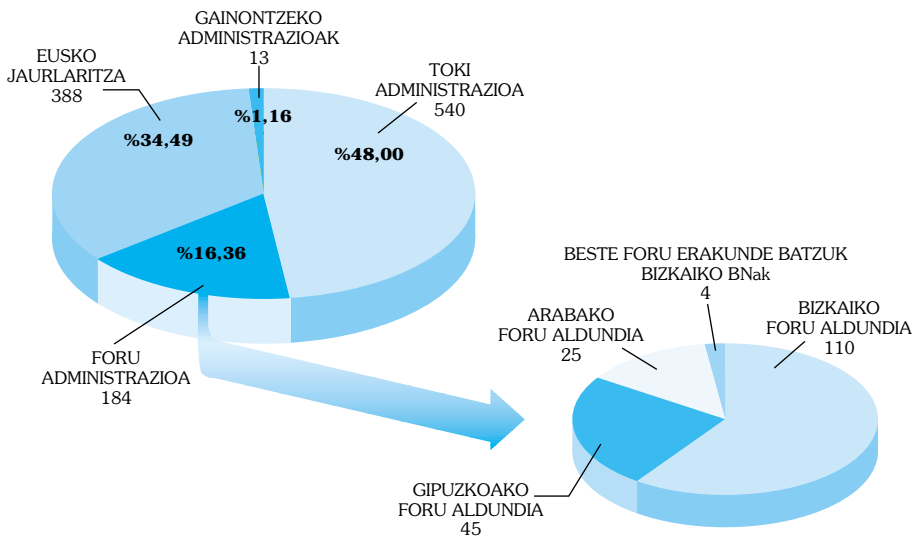 GAINONTZEKO
ADMINISTRAZIOAK
13
EUSKO
JAURLARITZA
388
TOKI
ADMINISTRAZIOA
540
%1,16
%34,49
%48,00
%16,36
FORU
ADMINISTRAZIOA
184
BESTE FORU ERAKUNDE BATZUK
BIZKAIKO BNak
4
ARABAKO
FORU ALDUNDIA
25
BIZKAIKO
FORU ALDUNDIA
110
GIPUZKOAKO
FORU ALDUNDIA
45